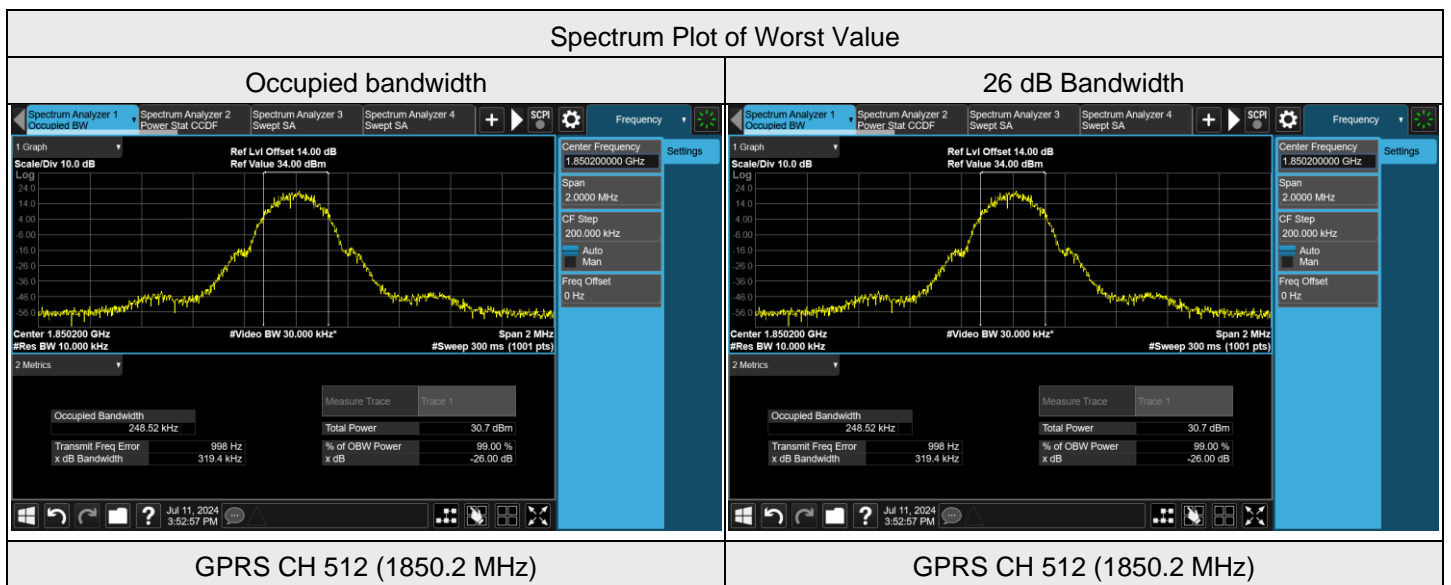 Spectrum Plot of Worst Value
Occupied bandwidth
26 dB Bandwidth
Spectrum Analyzer 1
Occupied BW
Spectrum Analyzer 2
Power Stat CCDF
Spectrum Analyzer 3
Swept SA
Spectrum Analyzer 4
Swept SA
SCPI
Frequency
1 Graph
Scale/Div 10.0 dB
Ref Lvl Offset 14.00 dB
Ref Value 34.00 dBm
Log
24.0
14.0
4.00
-6.00
-16.0
-26.0
-36.0
-46.0
-56.0
Center 1.850200 GHz
#Res BW 10.000 kHz
#Video BW 30.000 kHz*
Span 2 MHz
#Sweep 300 ms (1001 pts)
Center Frequency
1.850200000 GHz
Settings
Span
2.0000 MHz
CF Step
200.000 kHz
Auto
Man
Freq Offset
0 Hz
2 Metrics
Measure Trace Trace 1
Occupied Bandwidth
248.52 kHz
Total Power 30.7 dBm
Transmit Freq Error 998 Hz
% of OBW Power 99.00 %
x dB Bandwidth 319.4 kHz
x dB -26.00 dB
?
Jul 11, 2024
3:52:57 PM
Spectrum Analyzer 1
Occupied BW
Spectrum Analyzer 2
Power Stat CCDF
Spectrum Analyzer 3
Swept SA
Spectrum Analyzer 4
Swept SA
SCPI
Frequency
1 Graph
Scale/Div 10.0 dB
Ref Lvl Offset 14.00 dB
Ref Value 34.00 dBm
Log
24.0
14.0
4.00
-6.00
-16.0
-26.0
-36.0
-46.0
-56.0
Center 1.850200 GHz
#Res BW 10.000 kHz
#Video BW 30.000 kHz*
Span 2 MHz
#Sweep 300 ms (1001 pts)
Center Frequency
1.850200000 GHz
Settings
Span
2.0000 MHz
CF Step
200.000 kHz
Auto
Man
Freq Offset
0 Hz
2 Metrics
Measure Trace Trace 1
Occupied Bandwidth
248.52 kHz
Total Power 30.7 dBm
Transmit Freq Error 998 Hz
% of OBW Power 99.00 %
x dB Bandwidth 319.4 kHz
x dB -26.00 dB
?
Jul 11, 2024
3:52:57 PM
GPRS CH 512 (1850.2 MHz)
GPRS CH 512 (1850.2 MHz)